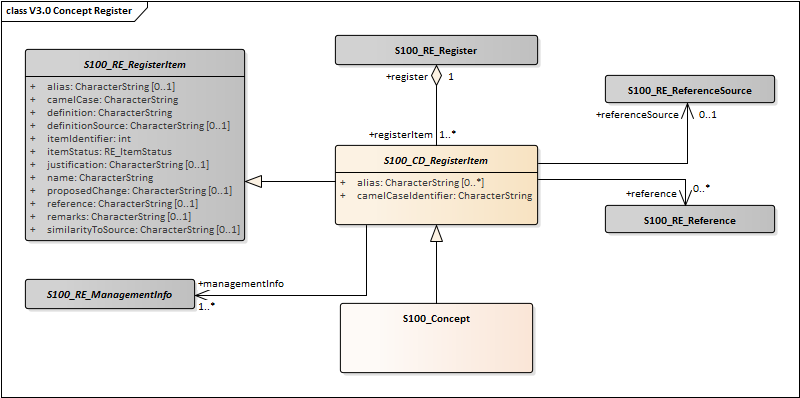 class V3.0 Concept Register
S100_RE_RegisterItem
+ alias: CharacterString [0..1]
+ camelCase: CharacterString
+ definition: CharacterString
+ definitionSource: CharacterString [0..1]
+ itemIdentifier: int
+ itemStatus: RE_ItemStatus
+ justification: CharacterString [0..1]
+ name: CharacterString
+ proposedChange: CharacterString [0..1]
+ reference: CharacterString [0..1]
+ remarks: CharacterString [0..1]
+ similarityToSource: CharacterString [0..1]
S100_RE_Register
+register 1
+registerItem 1..*
S100_CD_RegisterItem
+ alias: CharacterString [0..*]
+ camelCaseIdentifier: CharacterString
S100_RE_ReferenceSource
+referenceSource 0..1
+reference 0..*
S100_RE_Reference
+managementInfo
1..*
S100_RE_ManagementInfo
S100_Concept